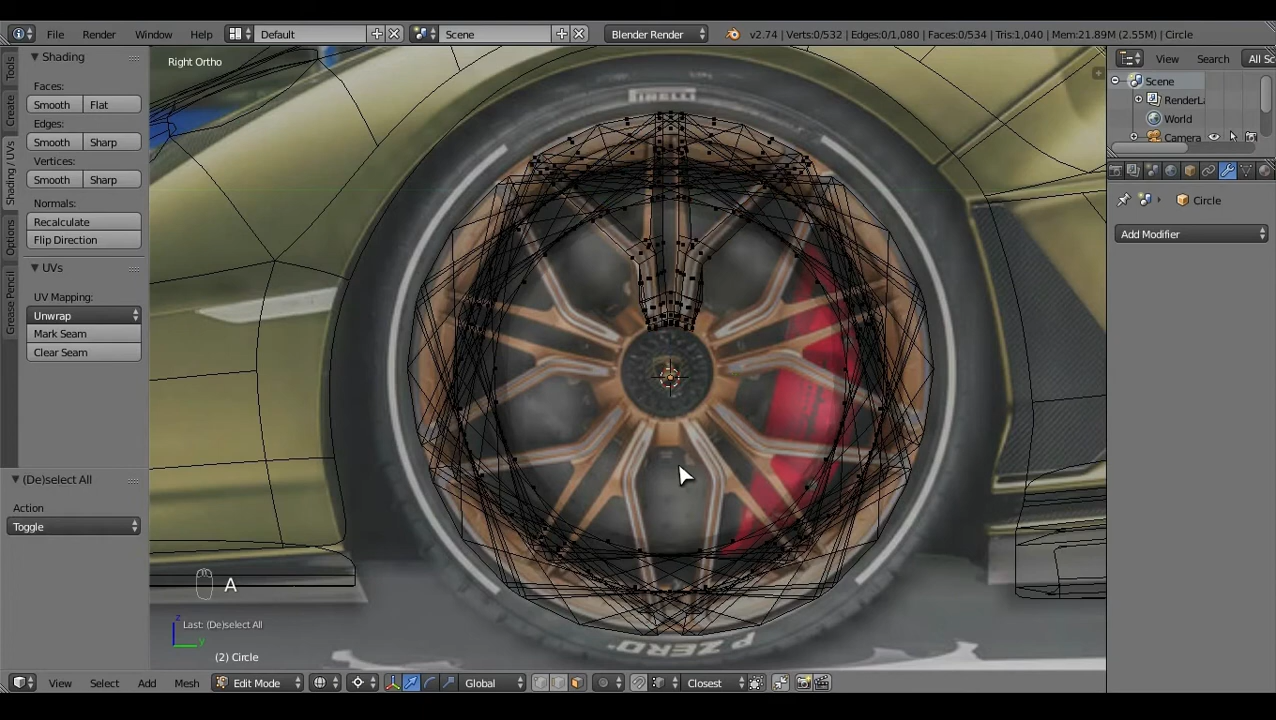 File Render Window Help Default Scene Blender Render v2.74 | Verts:0/532 | Edges:0/1,080 | Faces:0/534 | Tris:1,040 | Mem:21.89M (2.55M) | Circle
Tools
Create
Shading / UVs
Options
Grease Pencil
Shading
Faces:
Smooth Flat
Edges:
Smooth Sharp
Vertices:
Smooth Sharp
Normals:
Recalculate
Flip Direction
UVs
UV Mapping:
Unwrap
Mark Seam
Clear Seam
(De)select All
Action
Toggle
Right Ortho
PIRELLI
P ZERO
A
Last: (De)select All
z
y
(2) Circle
View Search All Sc
Scene
RenderLa
World
Camera
Circle
Add Modifier
View Select Add Mesh Edit Mode Global Closest